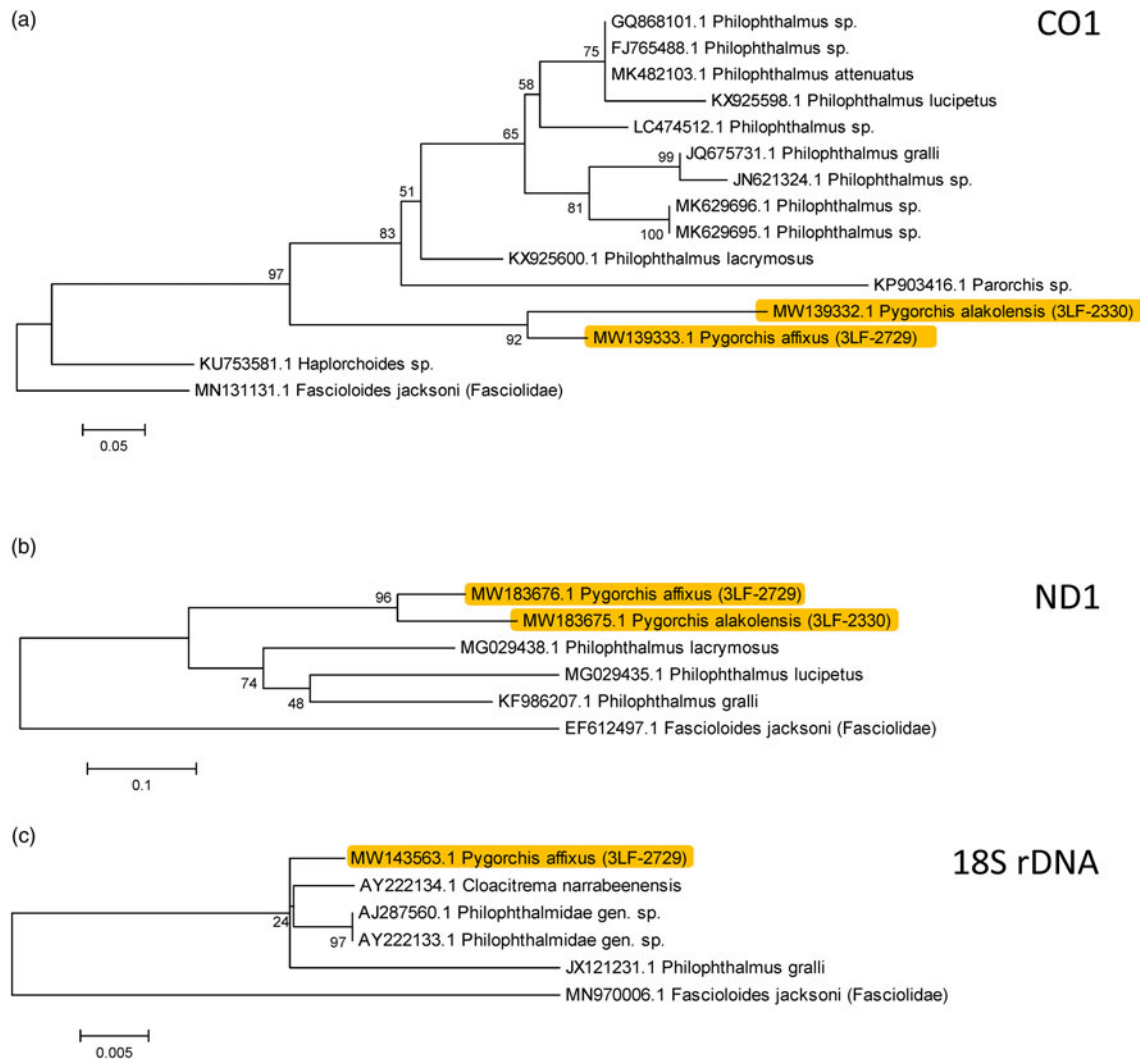 (a)
CO1
GQ868101.1 Philophthalmus sp.
75
FJ765488.1 Philophthalmus sp.
MK482103.1 Philophthalmus attenuatus
58
KX925598.1 Philophthalmus lucipetus
LC474512.1 Philophthalmus sp.
65
JQ675731.1 Philophthalmus gralli
99
JN621324.1 Philophthalmus sp.
51
81
MK629696.1 Philophthalmus sp.
100
MK629695.1 Philophthalmus sp.
83
KX925600.1 Philophthalmus lacrymosus
97
KP903416.1 Parorchis sp.
MW139332.1 Pygorchis alakolensis (3LF-2330)
92
MW139333.1 Pygorchis affixus (3LF-2729)
KU753581.1 Haplorchoides sp.
MN131131.1 Fascioloides jacksoni (Fasciolidae)
0.05
(b)
ND1
96
MW183676.1 Pygorchis affixus (3LF-2729)
MW183675.1 Pygorchis alakolensis (3LF-2330)
MG029438.1 Philophthalmus lacrymosus
74
MG029435.1 Philophthalmus lucipetus
48
KF986207.1 Philophthalmus gralli
EF612497.1 Fascioloides jacksoni (Fasciolidae)
0.1
(c)
18S rDNA
MW143563.1 Pygorchis affixus (3LF-2729)
AY222134.1 Cloacitrema narrabeenensis
24
AJ287560.1 Philophthalmidae gen. sp.
97
AY222133.1 Philophthalmidae gen. sp.
JX121231.1 Philophthalmus gralli
MN970006.1 Fascioloides jacksoni (Fasciolidae)
0.005